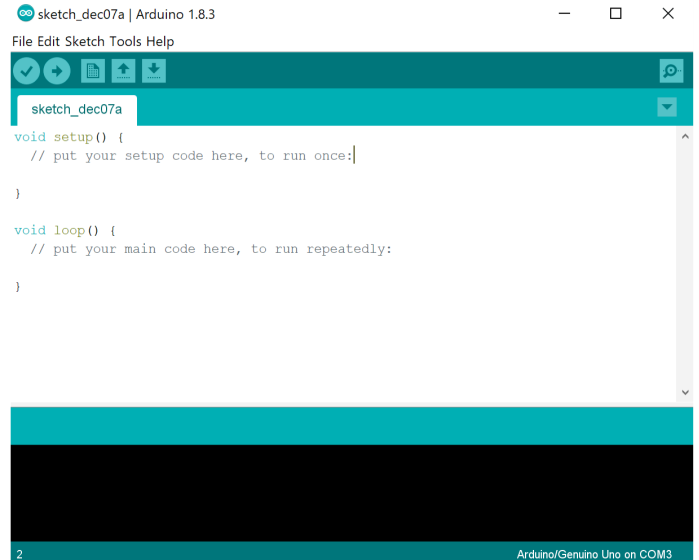 sketch_dec07a | Arduino 1.8.3
File Edit Sketch Tools Help
sketch_dec07a
void setup() {
  // put your setup code here, to run once:
}
void loop() {
  // put your main code here, to run repeatedly:
}
2
Arduino/Genuino Uno on COM3